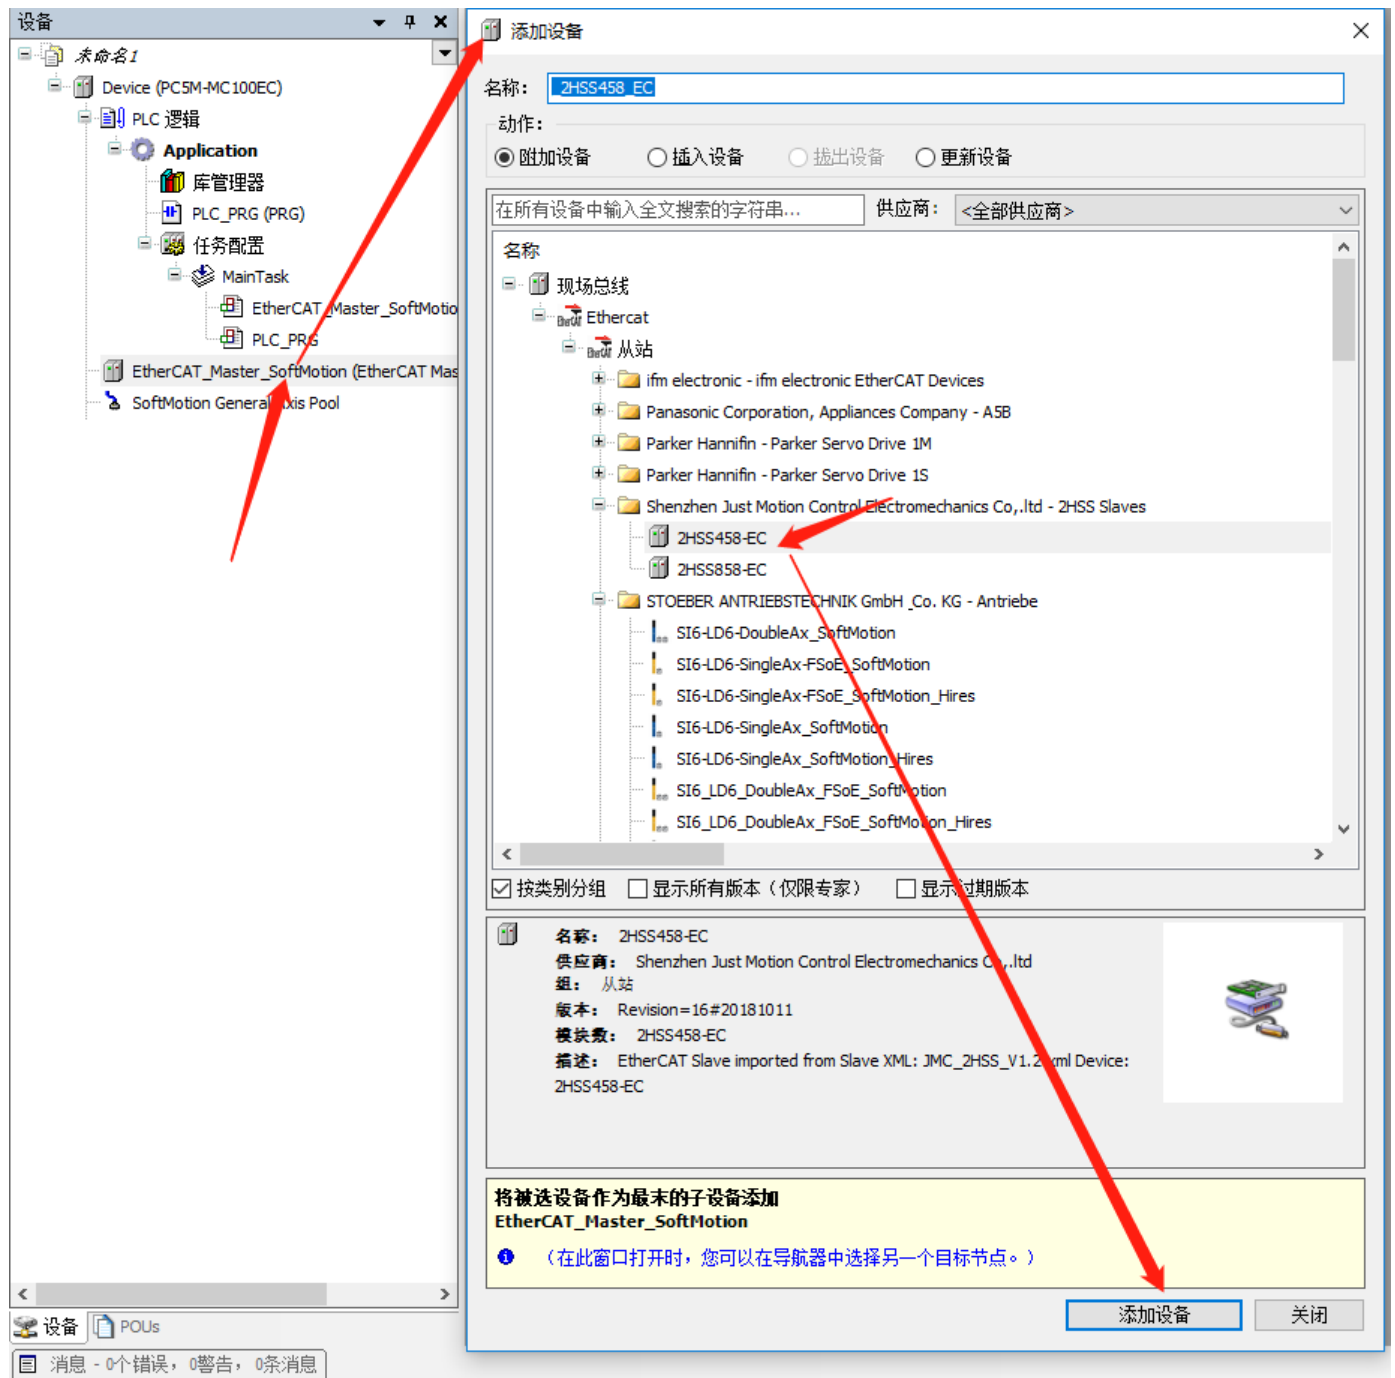 设备
未命名1
Device (PC5M-MC100EC)
PLC 逻辑
Application
库管理器
PLC_PRG (PRG)
任务配置
MainTask
EtherCAT_Master_SoftMotio
PLC_PRG
EtherCAT_Master_SoftMotion (EtherCAT Mas
SoftMotion General Axis Pool
设备
POUs
消息 - 0个错误，0警告，0条消息
添加设备
名称： _2HSS458_EC
动作：
附加设备 插入设备 拔出设备 更新设备
在所有设备中输入全文搜索的字符串... 供应商： <全部供应商>
名称
现场总线
EtherCAT Ethercat
EtherCAT 从站
ifm electronic - ifm electronic EtherCAT Devices
Panasonic Corporation, Appliances Company - A5B
Parker Hannifin - Parker Servo Drive 1M
Parker Hannifin - Parker Servo Drive 1S
Shenzhen Just Motion Control Electromechanics Co,.ltd - 2HSS Slaves
2HSS458-EC
2HSS858-EC
STOEBER ANTRIEBSTECHNIK GmbH _Co. KG - Antriebe
SI6-LD6-DoubleAx_SoftMotion
SI6-LD6-SingleAx-FSoE_SoftMotion
SI6-LD6-SingleAx-FSoE_SoftMotion_Hires
SI6-LD6-SingleAx_SoftMotion
SI6-LD6-SingleAx_SoftMotion_Hires
SI6_LD6_DoubleAx_FSoE_SoftMotion
SI6_LD6_DoubleAx_FSoE_SoftMotion_Hires
按类别分组 显示所有版本（仅限专家） 显示过期版本
名称： 2HSS458-EC
供应商： Shenzhen Just Motion Control Electromechanics Co,.ltd
组： 从站
版本： Revision=16#20181011
模块数： 2HSS458-EC
描述： EtherCAT Slave imported from Slave XML: Device:
2HSS458-EC
将被选设备作为最末的子设备添加
EtherCAT_Master_SoftMotion
（在此窗口打开时，您可以在导航器中选择另一个目标节点。）
添加设备 关闭